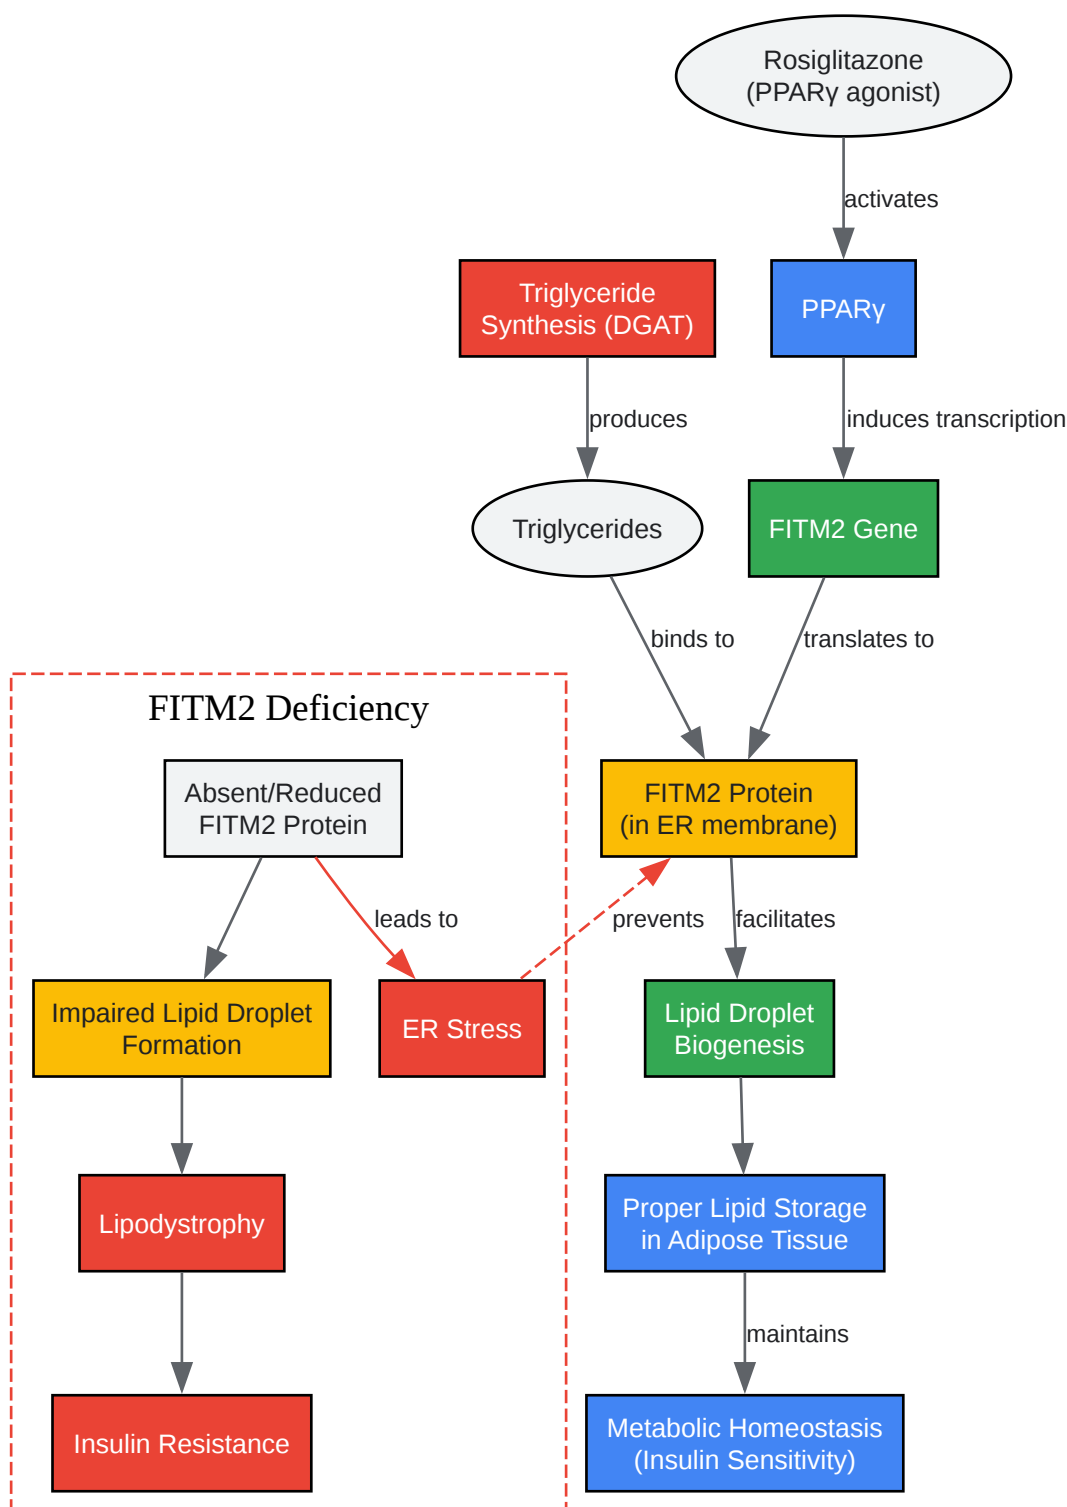 Rosiglitazone
(PPARγ agonist)
activates
Triglyceride
Synthesis (DGAT)
PPARγ
produces
induces transcription
Triglycerides
FITM2 Gene
binds to
translates to
FITM2 Deficiency
Absent/Reduced
FITM2 Protein
FITM2 Protein
(in ER membrane)
leads to
prevents
facilitates
Impaired Lipid Droplet
Formation
ER Stress
Lipid Droplet
Biogenesis
Lipodystrophy
Proper Lipid Storage
in Adipose Tissue
maintains
Insulin Resistance
Metabolic Homeostasis
(Insulin Sensitivity)